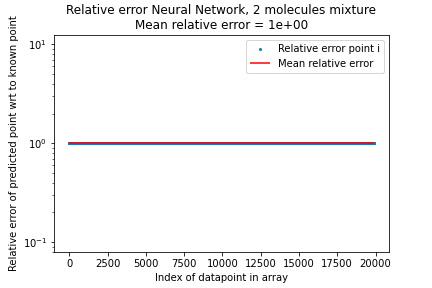 Relative error Neural Network, 2 molecules mixture
Mean relative error = 1e+00
Relative error point i
Mean relative error
Relative error of predicted point wrt to known point
10¹
10⁰
10⁻¹
0 2500 5000 7500 10000 12500 15000 17500 20000
Index of datapoint in array